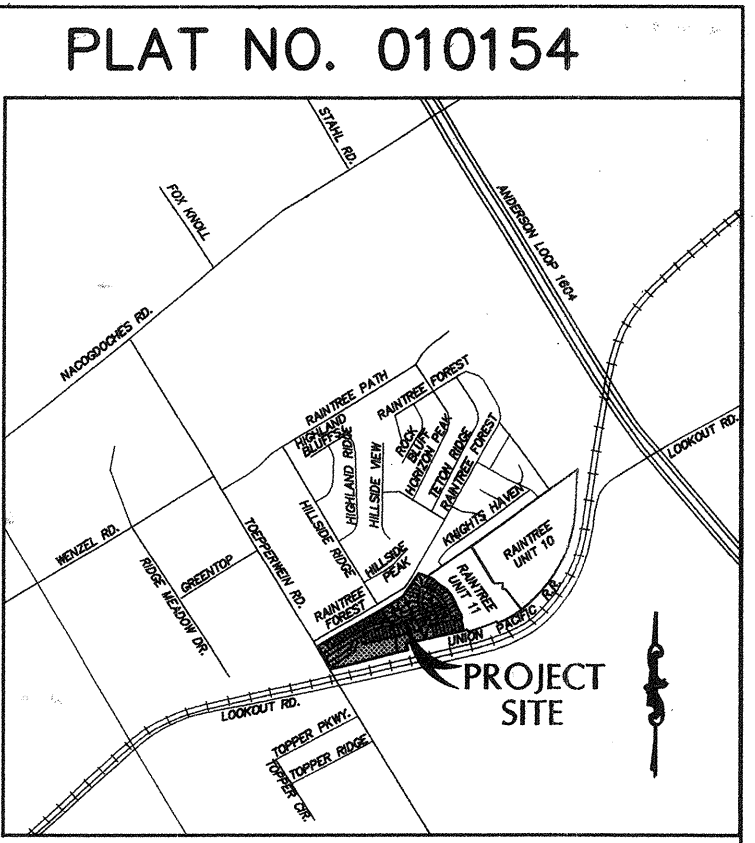 PLAT NO. 010154
STAHL RD.
FOX KNOLL
ANDERSON LOOP 1604
NACOGDOCHES RD.
RAINTREE PATH
RAINTREE FOREST
HIGHLAND
BLUFFS
HIGHLAND RIDGE
HILLSIDE VIEW
ROCK
BLUFF
HORIZON PEAK
TETON RIDGE
RAINTREE FOREST
LOOKOUT RD.
KNIGHTS HAVEN
WENZEL RD.
GREENTOP
RIDGE MEADOW DR.
TOEPPERWEIN RD.
HILLSIDE RIDGE
HILLSIDE
PEAK
RAINTREE
FOREST
RAINTREE
UNIT 10
RAINTREE
UNIT 11
UNION PACIFIC R.R.
PROJECT
SITE
LOOKOUT RD.
TOPPER PKWY.
TOPPER RIDGE
TOPPER CIR.